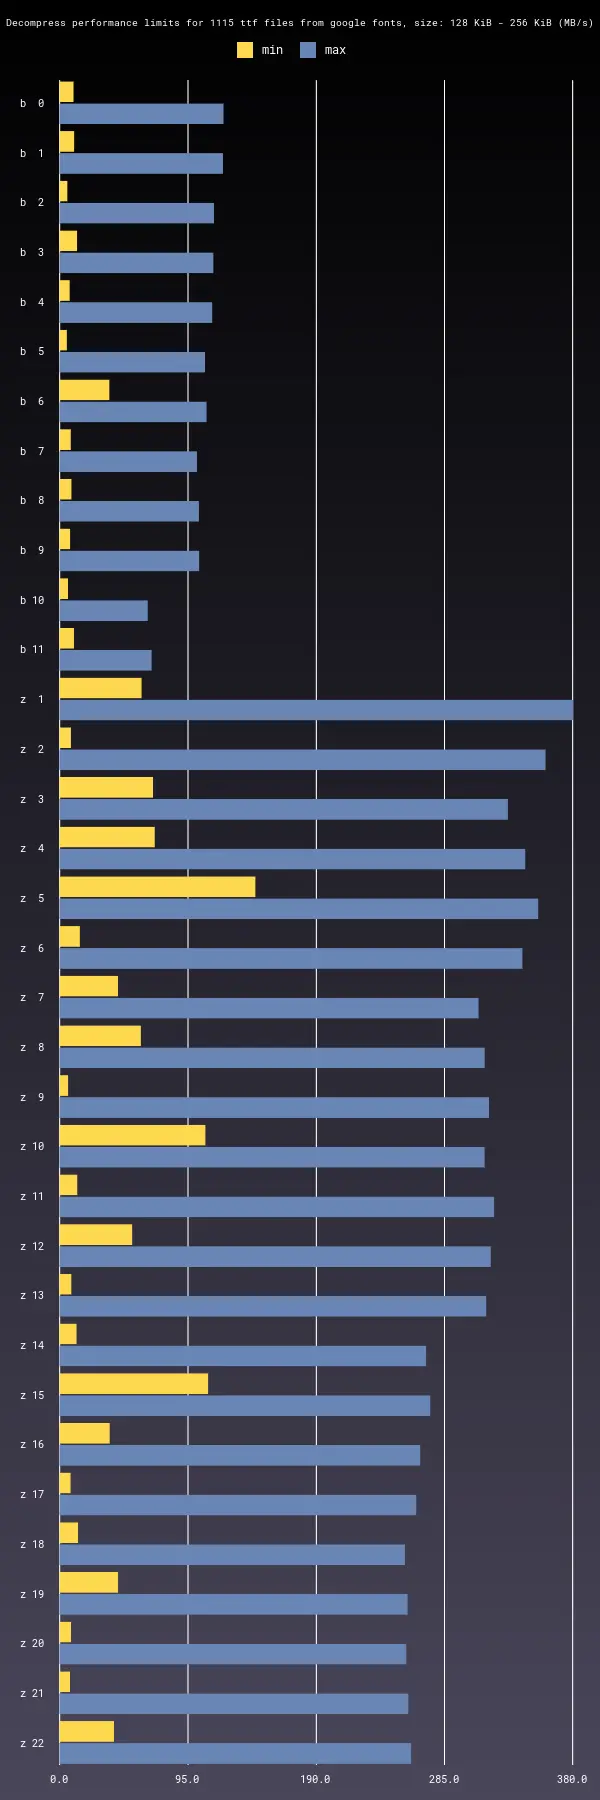 Decompress performance limits for 1115 ttf files from google fonts, size: 128 KiB - 256 KiB (MB/s)
min max
b 0
b 1
b 2
b 3
b 4
b 5
b 6
b 7
b 8
b 9
b 10
b 11
z 1
z 2
z 3
z 4
z 5
z 6
z 7
z 8
z 9
z 10
z 11
z 12
z 13
z 14
z 15
z 16
z 17
z 18
z 19
z 20
z 21
z 22
0.0 95.0 190.0 285.0 380.0